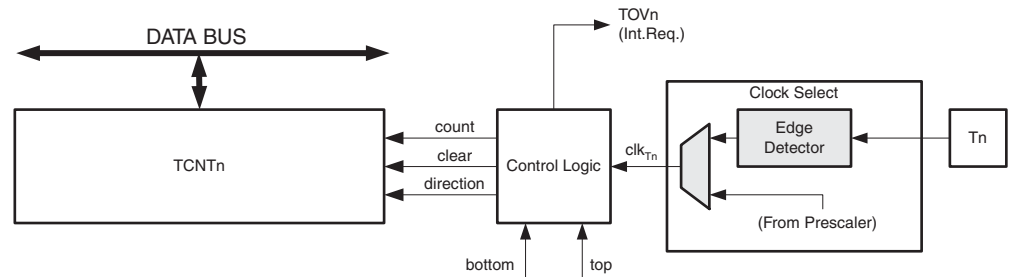 TOVn
(Int.Req.)
DATA BUS
Clock Select
TCNTn
count
clear
direction
Control Logic
clkTn
Edge
Detector
Tn
(From Prescaler)
bottom
top